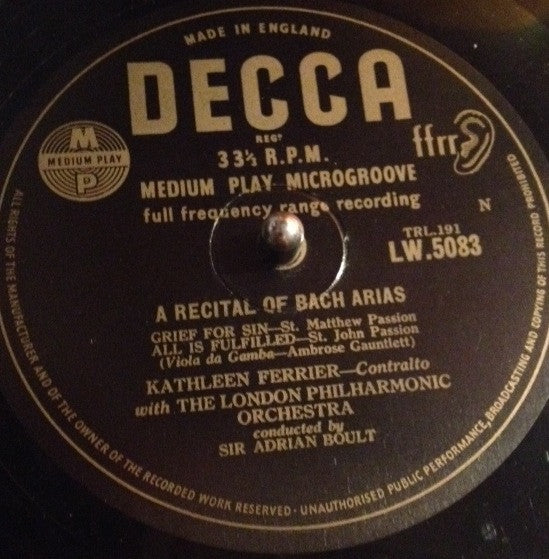 MADE IN ENGLAND
DECCA
REGD
33⅓ R.P.M.
ffrr
M
MEDIUM PLAY
P
MEDIUM PLAY MICROGROOVE
full frequency range recording
N
TRL.191
LW.5083
A RECITAL OF BACH ARIAS
GRIEF FOR SIN—St. Matthew Passion
ALL IS FULFILLED—St. John Passion
(Viola da Gamba—Ambrose Gauntlett)
KATHLEEN FERRIER—Contralto
with THE LONDON PHILHARMONIC
ORCHESTRA
conducted by
SIR ADRIAN BOULT
ALL RIGHTS OF THE MANUFACTURER AND OF THE OWNER OF THE RECORDED WORK RESERVED · UNAUTHORISED PUBLIC PERFORMANCE, BROADCASTING AND COPYING OF THIS RECORD PROHIBITED